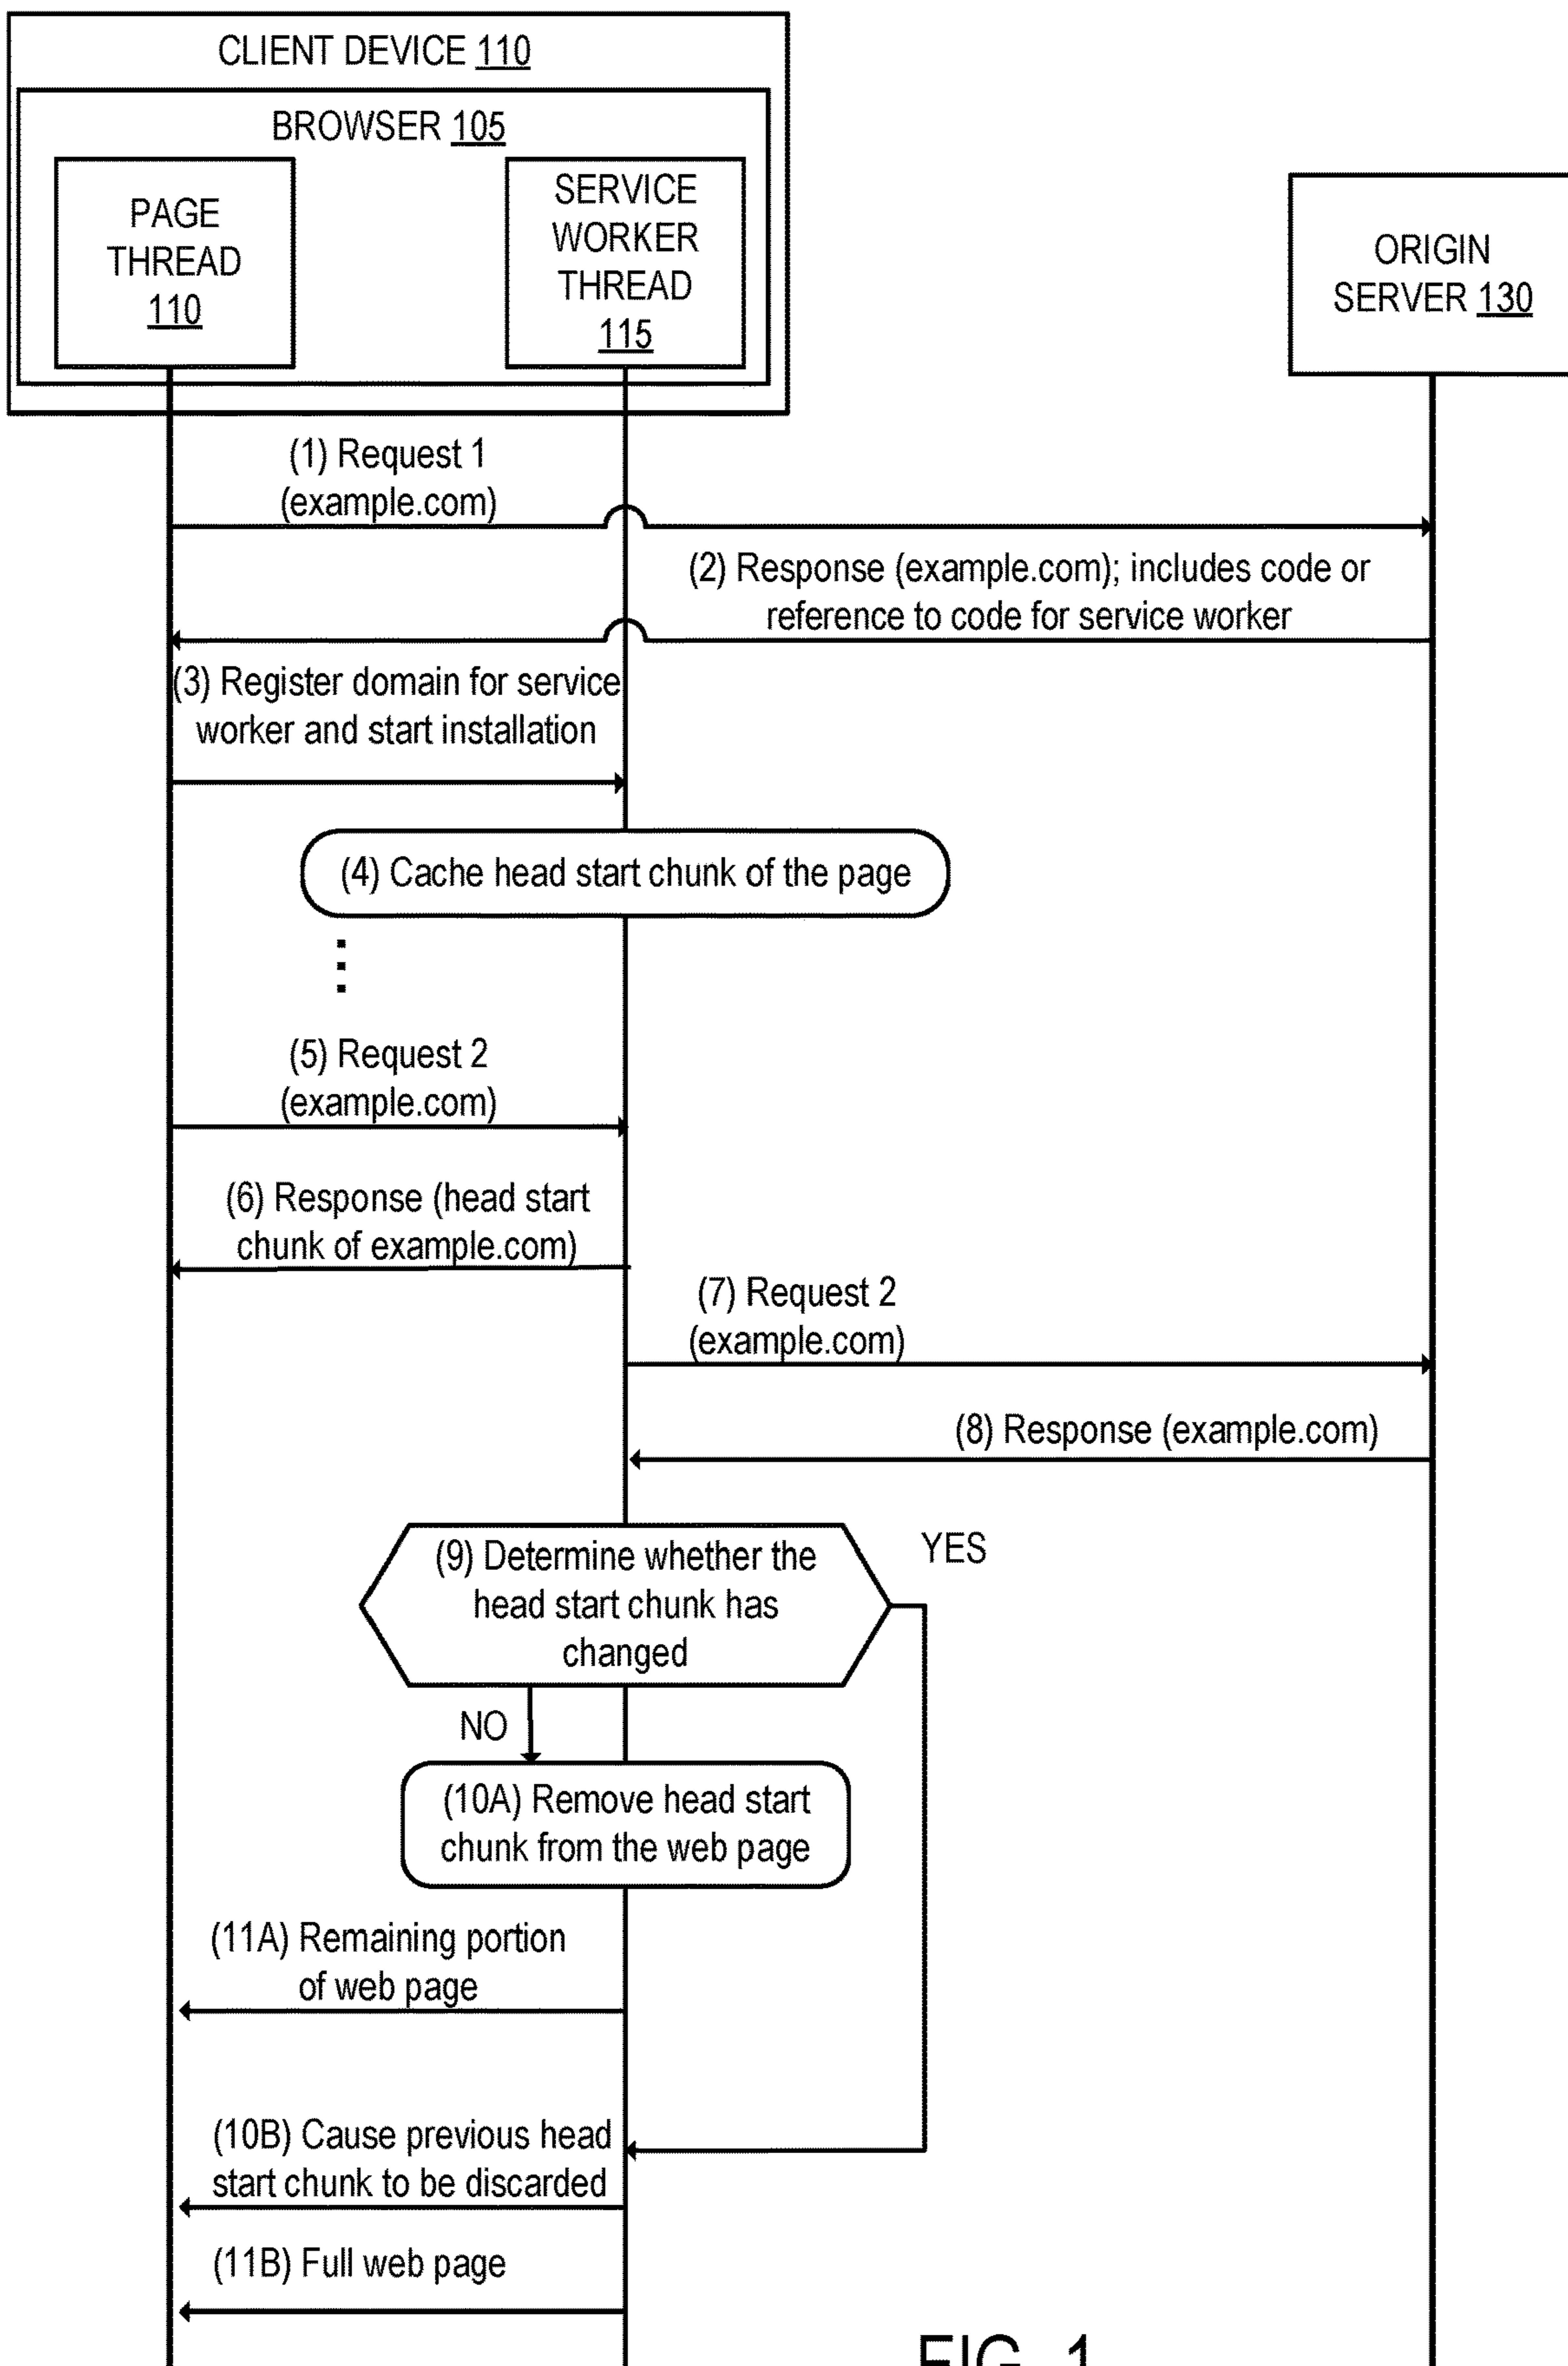 CLIENT DEVICE 110
BROWSER 105
PAGE
THREAD
110
SERVICE
WORKER
THREAD
115
ORIGIN
SERVER 130
(1) Request 1
(example.com)
(2) Response (example.com); includes code or
reference to code for service worker
(3) Register domain for service
worker and start installation
(4) Cache head start chunk of the page
(5) Request 2
(example.com)
(6) Response (head start
chunk of example.com)
(7) Request 2
(example.com)
(8) Response (example.com)
(9) Determine whether the
head start chunk has
changed
YES
NO
(10A) Remove head start
chunk from the web page
(11A) Remaining portion
of web page
(10B) Cause previous head
start chunk to be discarded
(11B) Full web page
FIG. 1